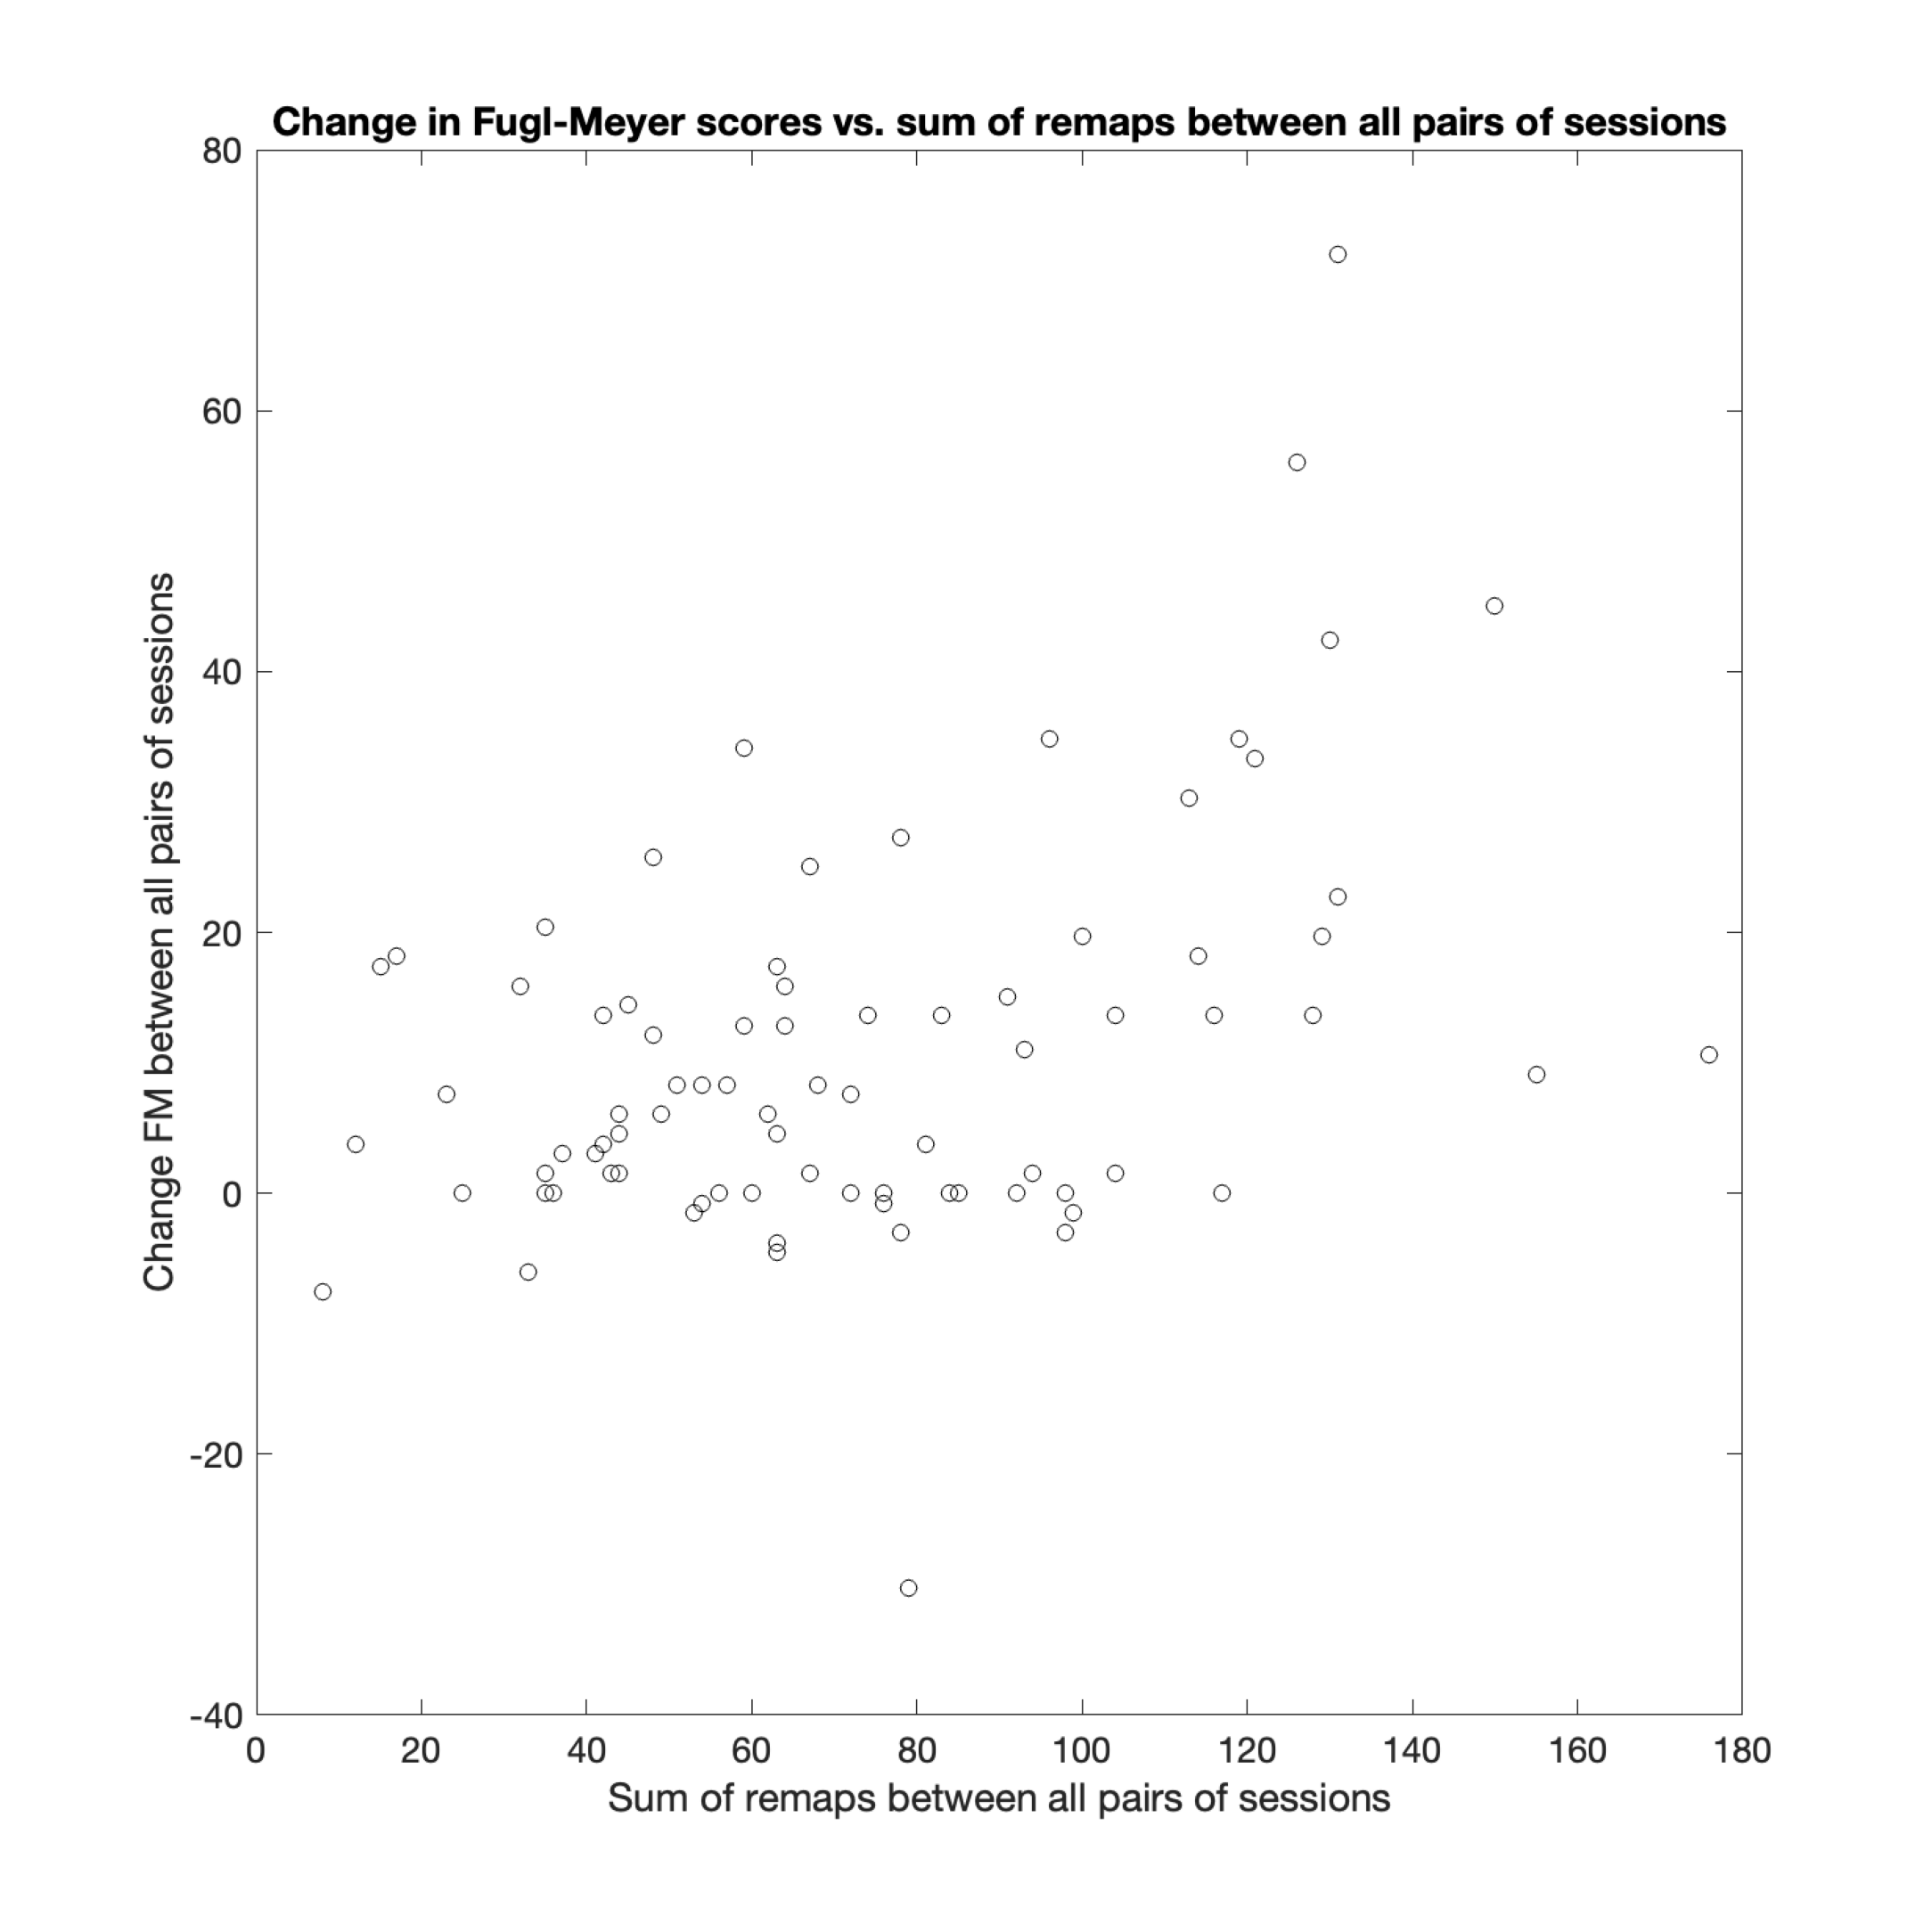 Change in Fugl-Meyer scores vs. sum of remaps between all pairs of sessions
80
60
40
20
0
-20
-40
Change FM between all pairs of sessions
0 20 40 60 80 100 120 140 160 180
Sum of remaps between all pairs of sessions